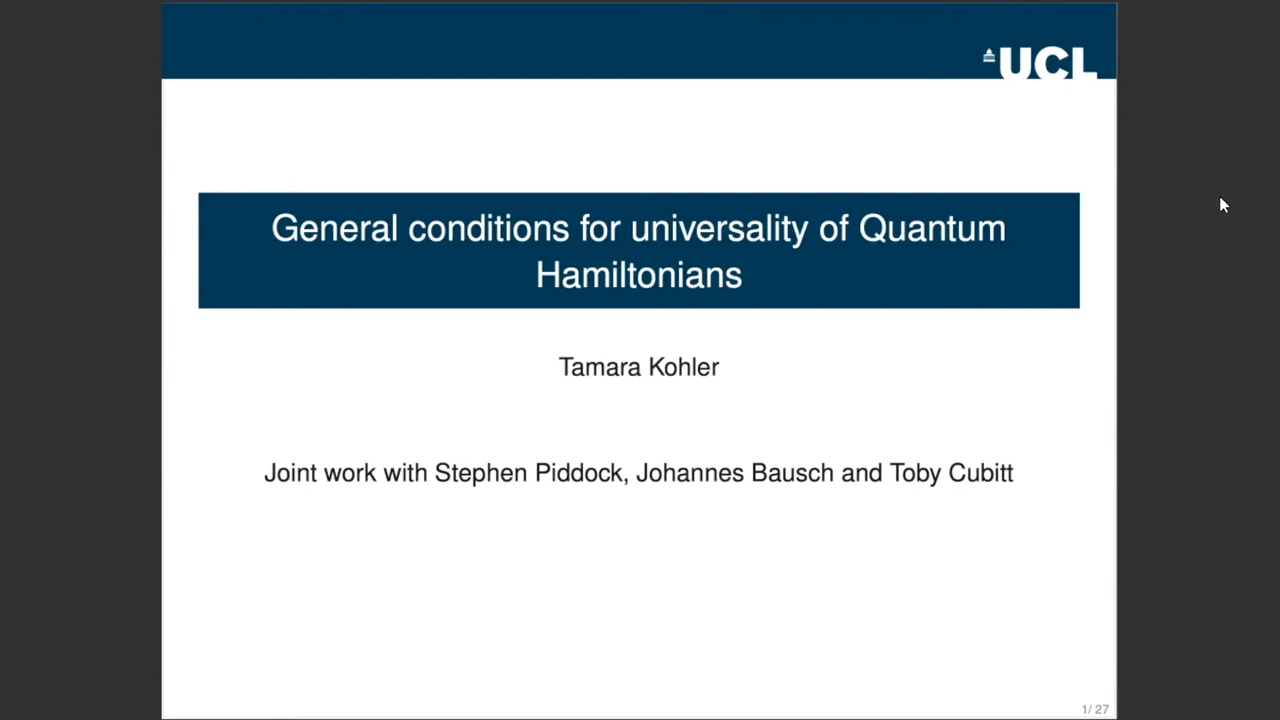 UCL
General conditions for universality of Quantum
Hamiltonians
Tamara Kohler
Joint work with Stephen Piddock, Johannes Bausch and Toby Cubitt
1/ 27